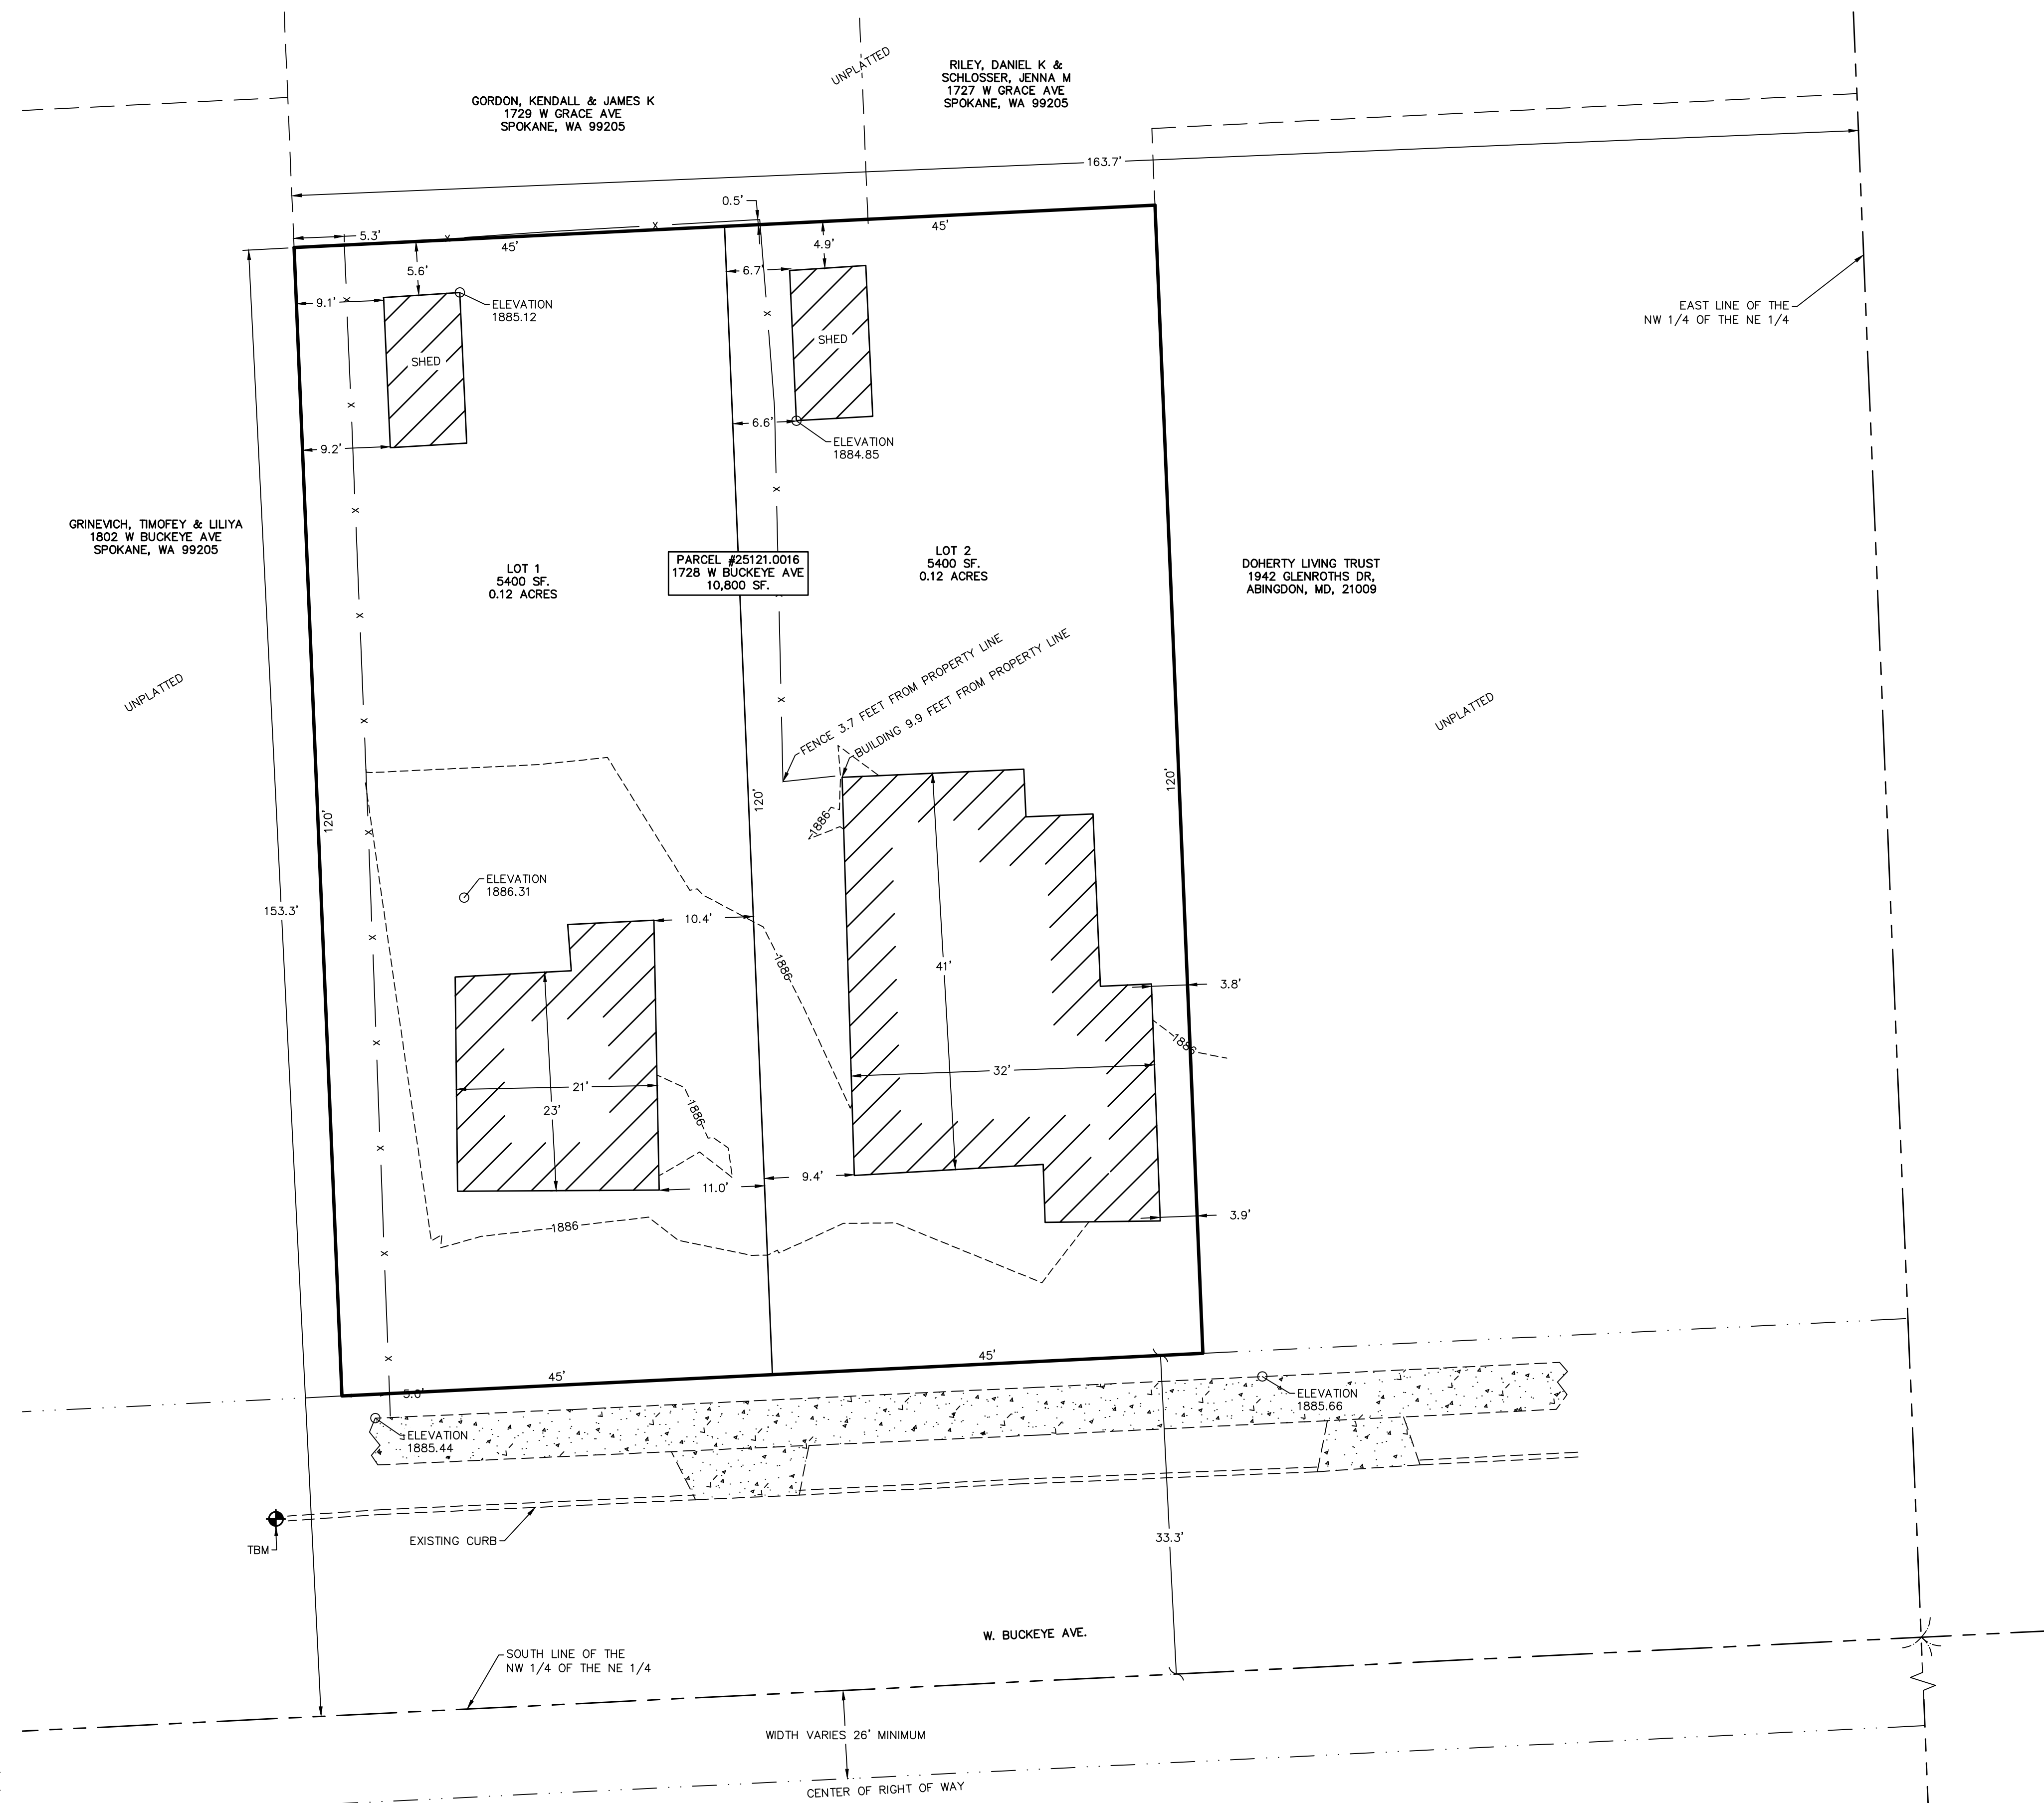 UNPLATTED
RILEY, DANIEL K &
SCHLOSSER, JENNA M
1727 W GRACE AVE
SPOKANE, WA 99205
GORDON, KENDALL & JAMES K
1729 W GRACE AVE
SPOKANE, WA 99205
163.7'
0.5'
5.3'
45'
45'
4.9'
5.6'
6.7'
9.1'
ELEVATION
1885.12
EAST LINE OF THE
NW 1/4 OF THE NE 1/4
SHED
SHED
6.6'
9.2'
ELEVATION
1884.85
GRINEVICH, TIMOFEY & LILIYA
1802 W BUCKEYE AVE
SPOKANE, WA 99205
LOT 1
5400 SF.
0.12 ACRES
PARCEL #25121.0016
1728 W BUCKEYE AVE
10,800 SF.
LOT 2
5400 SF.
0.12 ACRES
DOHERTY LIVING TRUST
1942 GLENROTHS DR,
ABINGDON, MD, 21009
UNPLATTED
FENCE 3.7 FEET FROM PROPERTY LINE
BUILDING 9.9 FEET FROM PROPERTY LINE
UNPLATTED
120'
120'
120'
1886
ELEVATION
1886.31
153.3'
10.4'
1886
41'
3.8'
1886
32'
21'
23'
1886
9.4'
11.0'
3.9'
1886
45'
45'
5.0'
ELEVATION
1885.66
ELEVATION
1885.44
EXISTING CURB
TBM
33.3'
W. BUCKEYE AVE.
SOUTH LINE OF THE
NW 1/4 OF THE NE 1/4
WIDTH VARIES 26' MINIMUM
CENTER OF RIGHT OF WAY